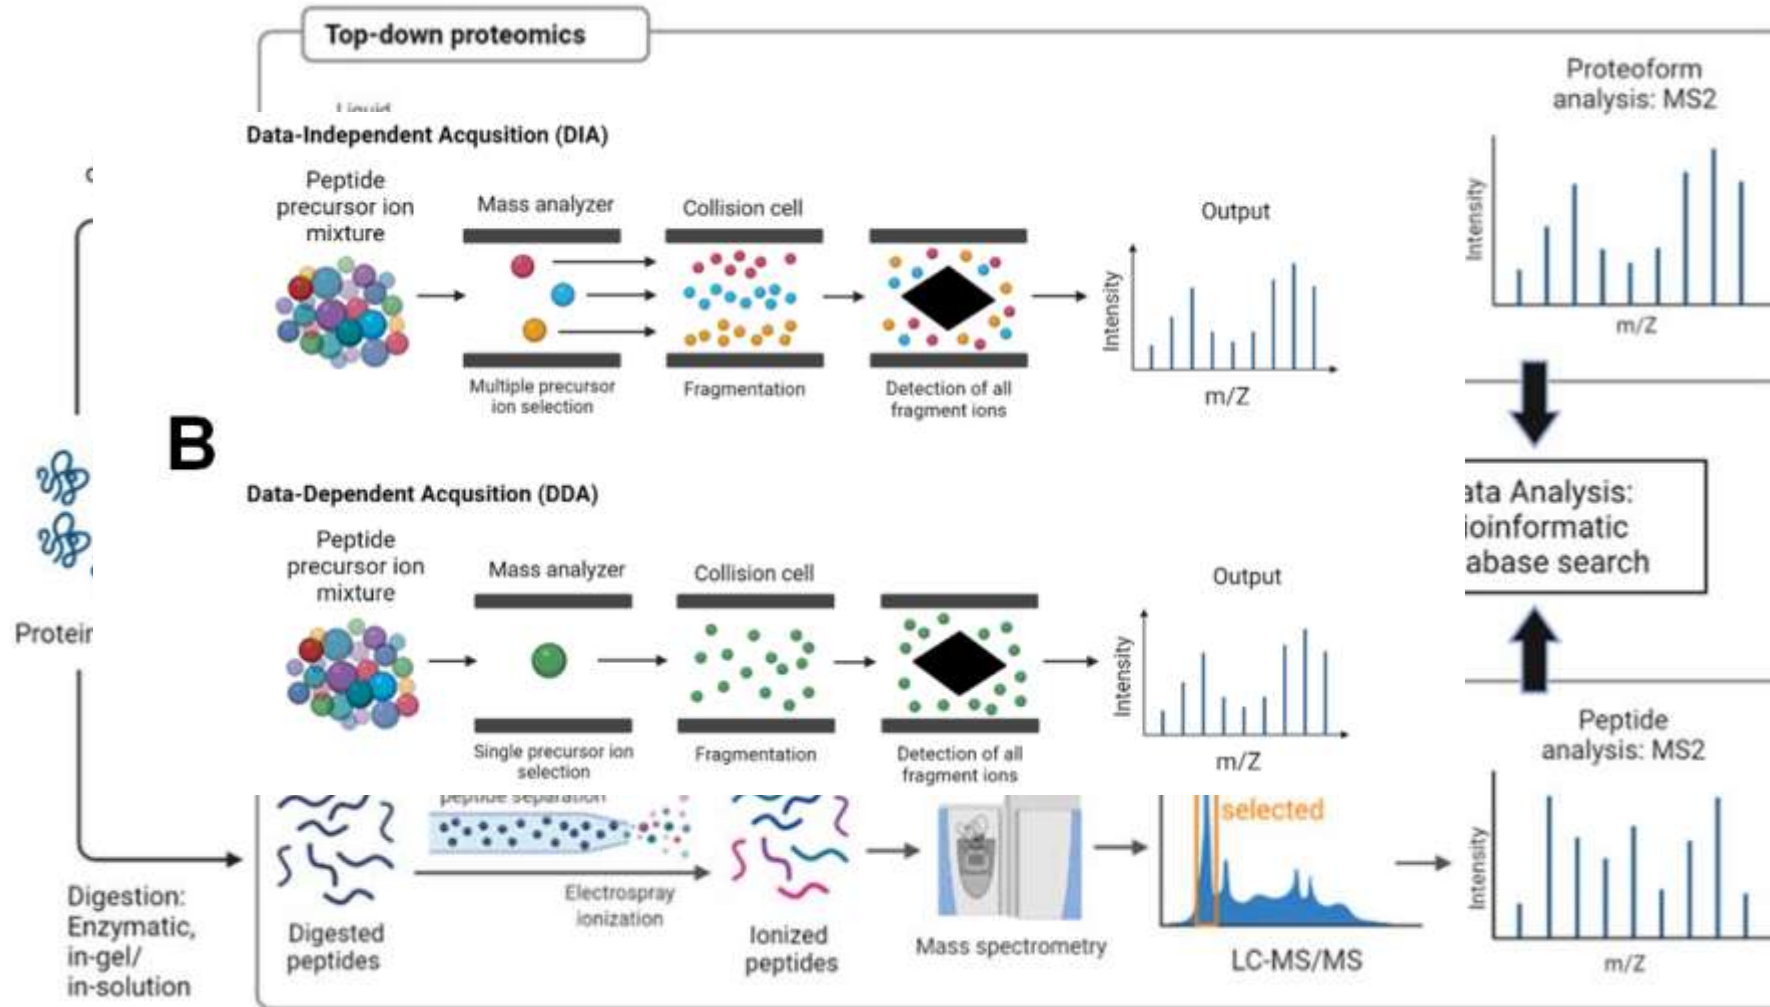 Top-down proteomics
Proteoform
analysis: MS2
Intensity
m/Z
Liquid
Data-Independent Acqusition (DIA)
Peptide
precursor ion
mixture
Mass analyzer
Collision cell
Output
Intensity
m/Z
Multiple precursor
ion selection
Fragmentation
Detection of all
fragment ions
B
Data-Dependent Acqusition (DDA)
Peptide
precursor ion
mixture
Mass analyzer
Collision cell
Output
Intensity
m/Z
Single precursor ion
selection
Fragmentation
Detection of all
fragment ions
ata Analysis:
ioinformatic
abase search
Protein
peptide separation
selected
Peptide
analysis: MS2
Intensity
m/Z
Digestion:
Enzymatic,
in-gel/
in-solution
Digested
peptides
Electrospray
ionization
Ionized
peptides
Mass spectrometry
LC-MS/MS